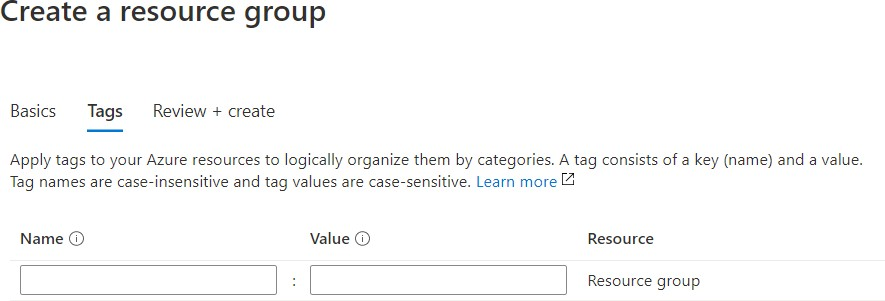 Create a resource group
Basics Tags Review + create
Apply tags to your Azure resources to logically organize them by categories. A tag consists of a key (name) and a value.
Tag names are case-insensitive and tag values are case-sensitive. Learn more
Name Value Resource
: Resource group